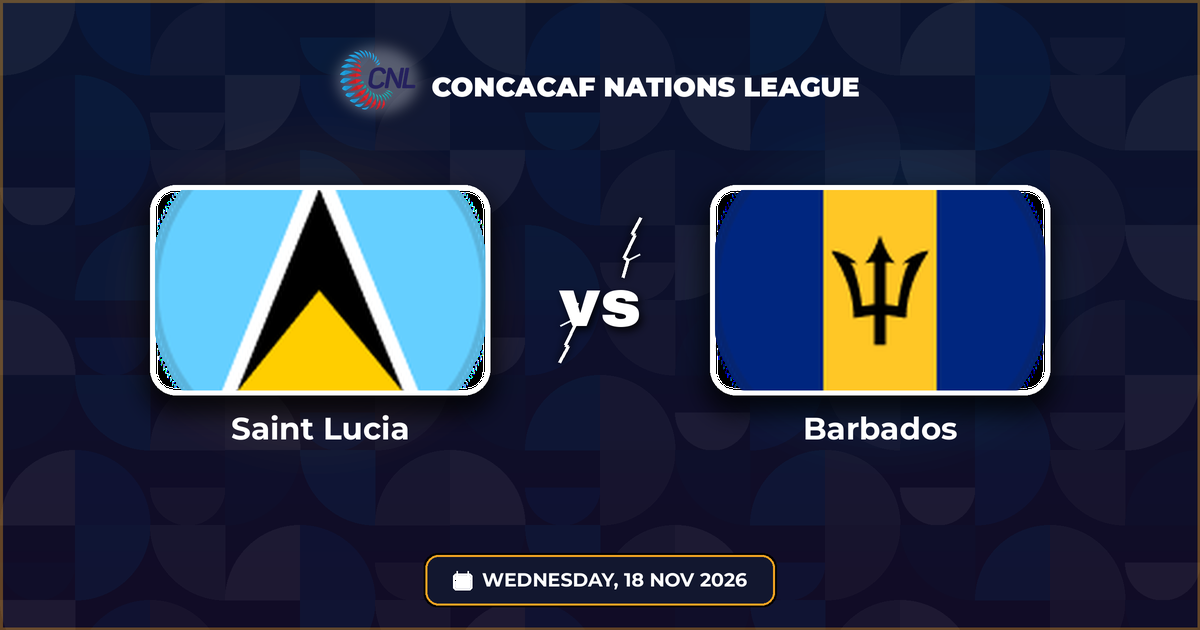 CNL
CONCACAF NATIONS LEAGUE
VS
Saint Lucia
Barbados
WEDNESDAY, 18 NOV 2026